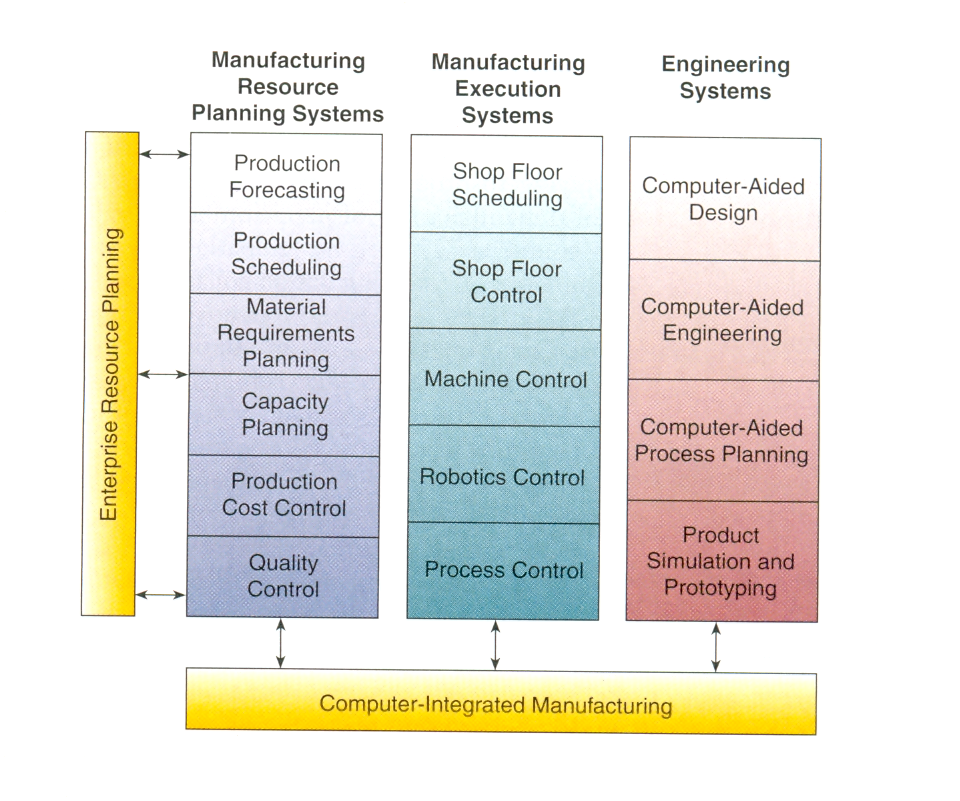 Manufacturing
Resource
Planning Systems
Manufacturing
Execution
Systems
Engineering
Systems
Enterprise Resource Planning
Production
Forecasting
Production
Scheduling
Material
Requirements
Planning
Capacity
Planning
Production
Cost Control
Quality
Control
Shop Floor
Scheduling
Shop Floor
Control
Machine Control
Robotics Control
Process Control
Computer-Aided
Design
Computer-Aided
Engineering
Computer-Aided
Process Planning
Product
Simulation and
Prototyping
Computer-Integrated Manufacturing